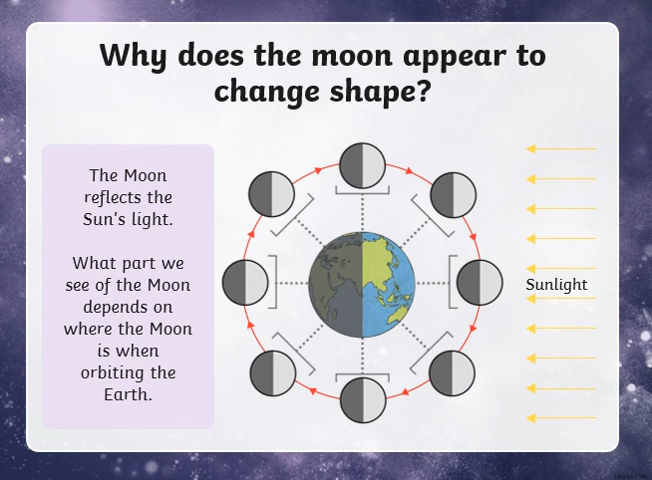 Why does the moon appear to
change shape?
The Moon
reflects the
Sun's light.
What part we
see of the Moon
depends on
where the Moon
is when
orbiting the
Earth.
Sunlight